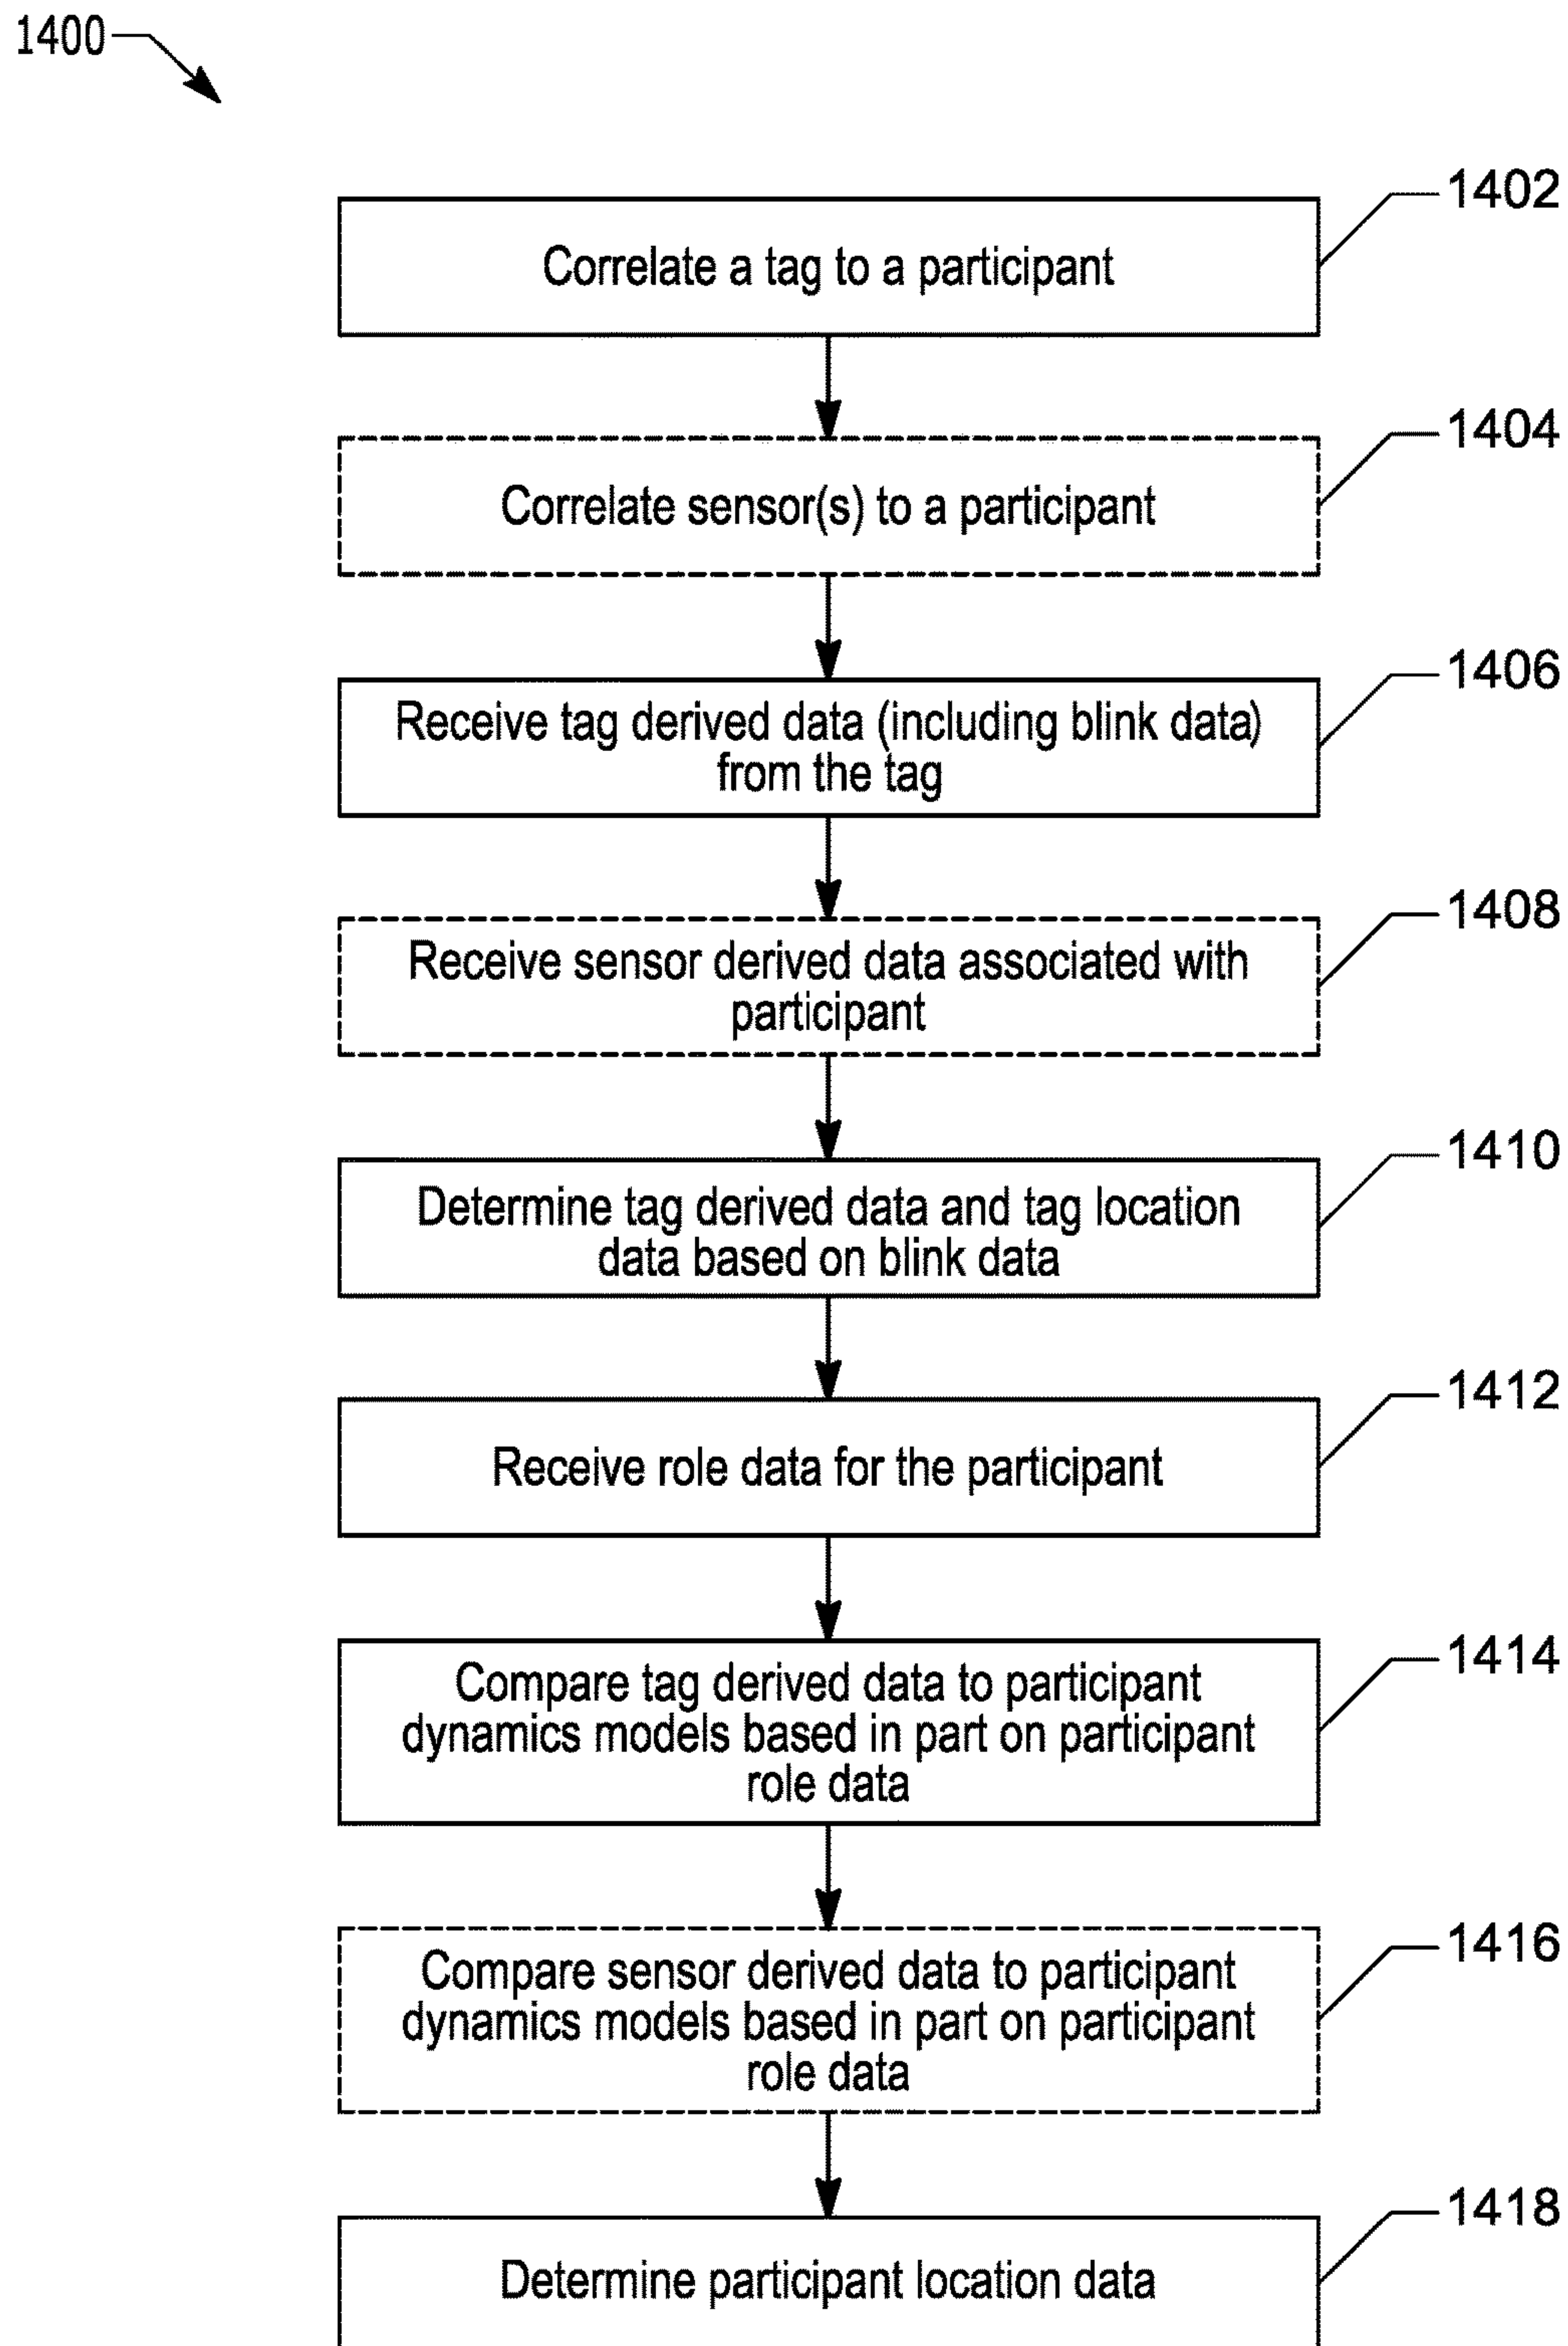 1400
1402
Correlate a tag to a participant
1404
Correlate sensor(s) to a participant
1406
Receive tag derived data (including blink data)
from the tag
1408
Receive sensor derived data associated with
participant
1410
Determine tag derived data and tag location
data based on blink data
1412
Receive role data for the participant
1414
Compare tag derived data to participant
dynamics models based in part on participant
role data
1416
Compare sensor derived data to participant
dynamics models based in part on participant
role data
1418
Determine participant location data